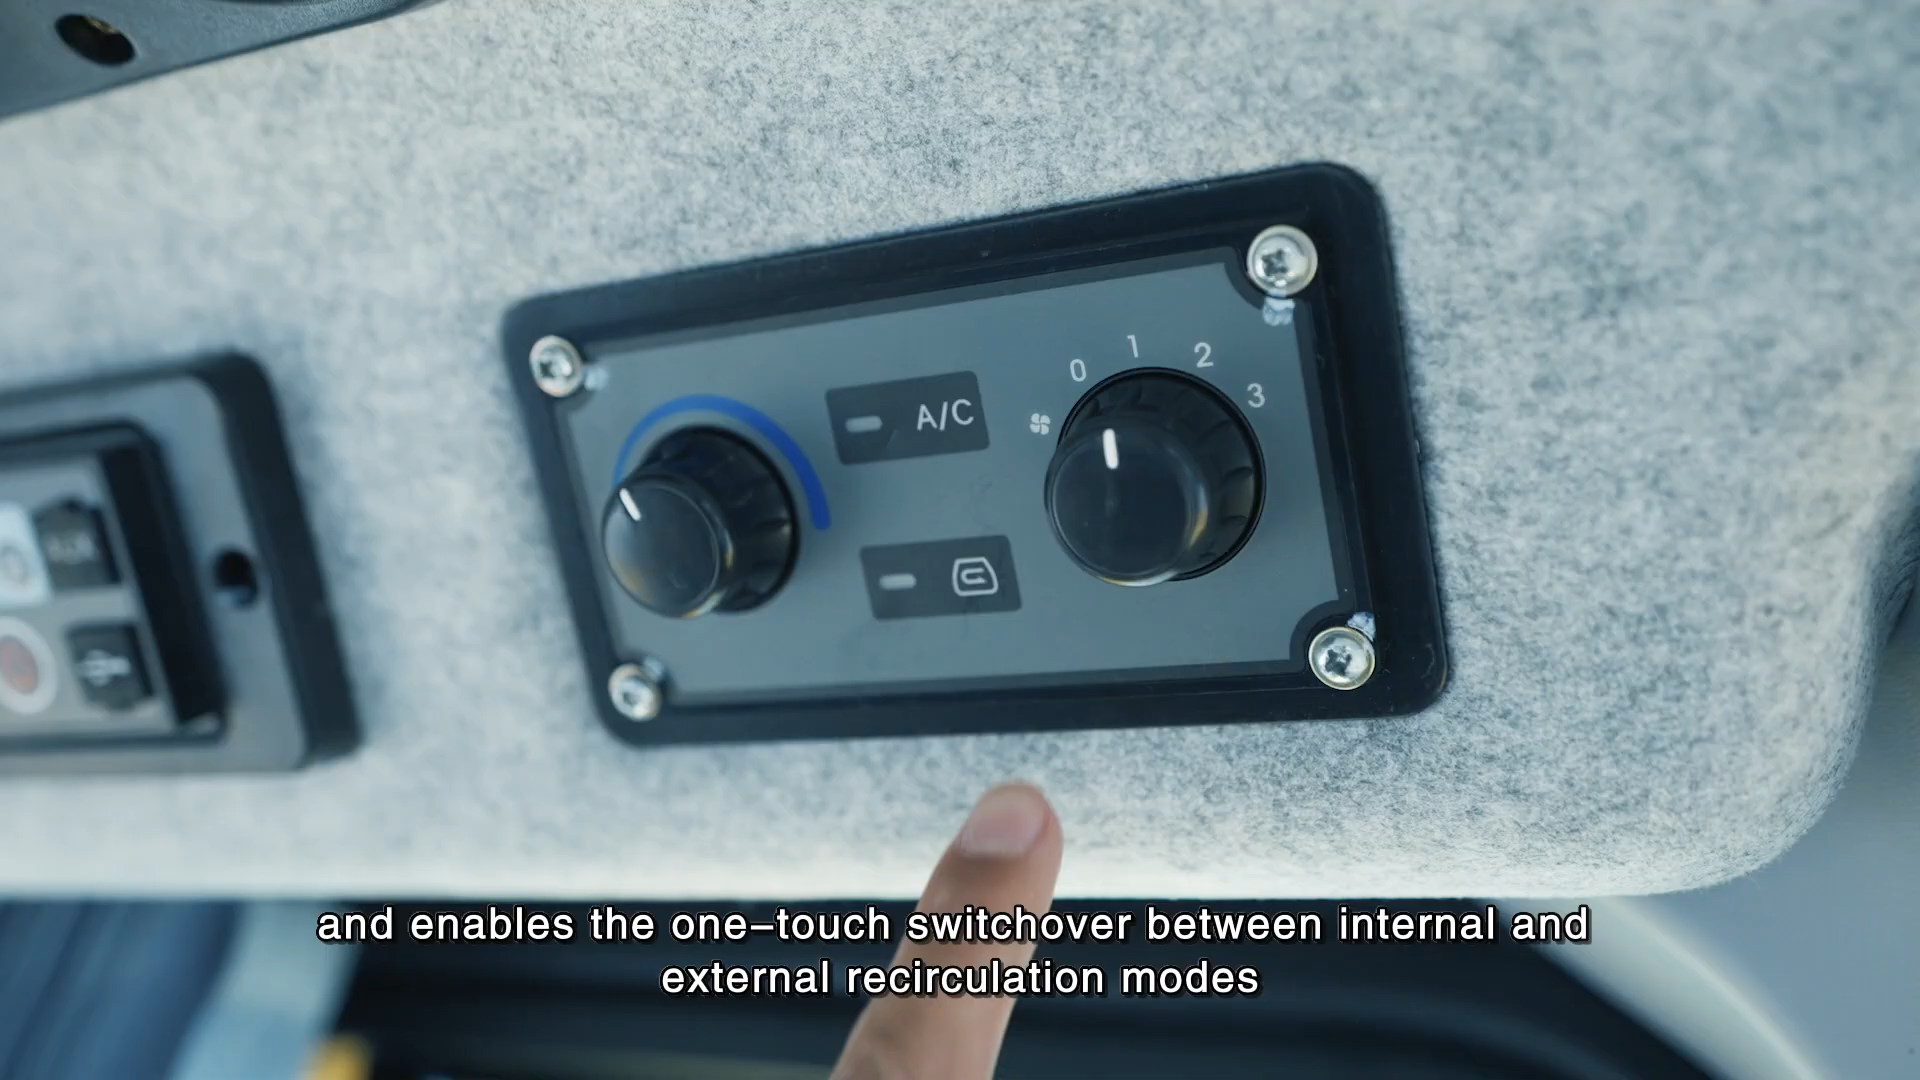 0 1 2 3
A/C
and enables the one–touch switchover between internal and
external recirculation modes